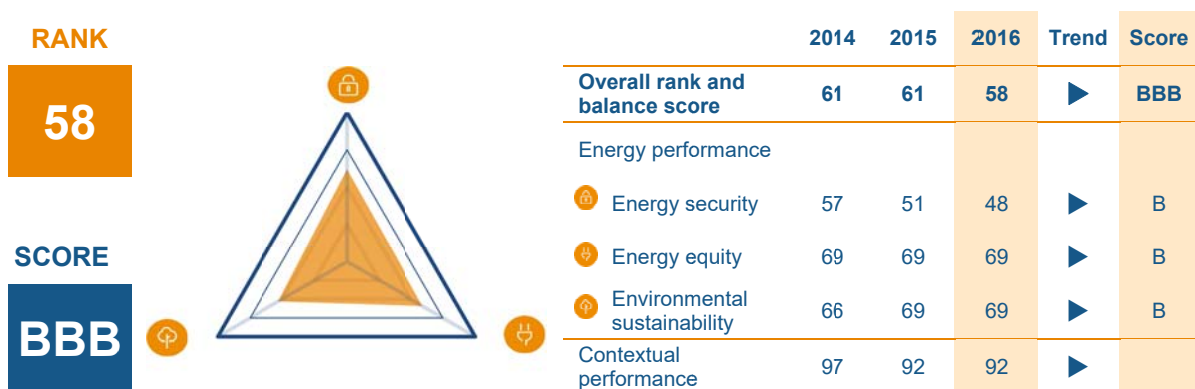 RANK
58
SCORE
BBB
2014 2015 2016 Trend Score
Overall rank and
balance score 61 61 58 BBB
Energy performance
Energy security 57 51 48 B
Energy equity 69 69 69 B
Environmental
sustainability 66 69 69 B
Contextual
performance 97 92 92